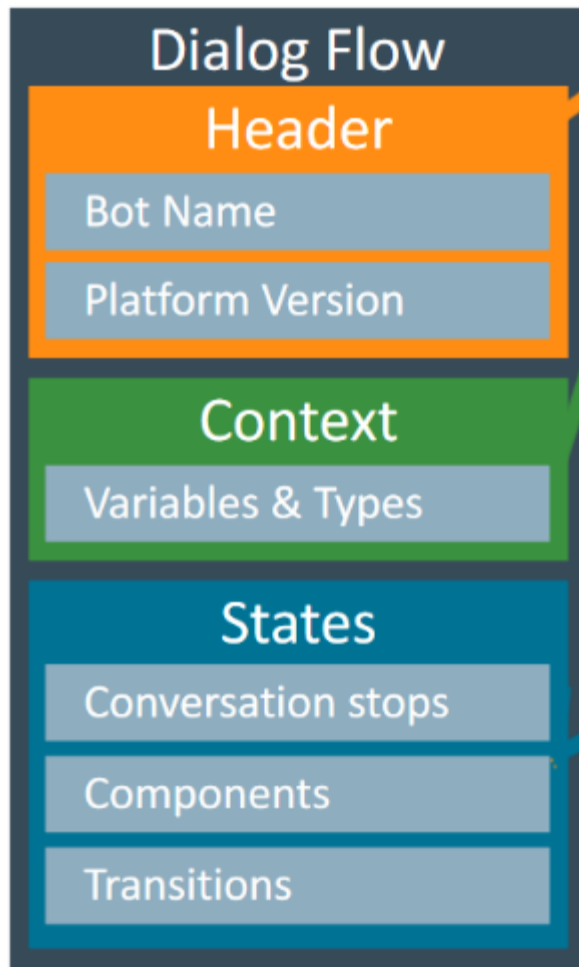 Dialog Flow
Header
Bot Name
Platform Version
Context
Variables & Types
States
Conversation stops
Components
Transitions